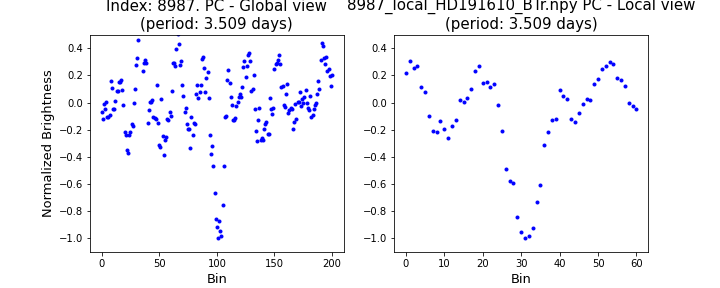 Index: 8987. PC - Global view
(period: 3.509 days)
8987_local_HD191610_BTr.npy PC - Local view
(period: 3.509 days)
Normalized Brightness
0.4
0.2
0.0
−0.2
−0.4
−0.6
−0.8
−1.0
0 50 100 150 200
Bin
0.4
0.2
0.0
−0.2
−0.4
−0.6
−0.8
−1.0
0 10 20 30 40 50 60
Bin